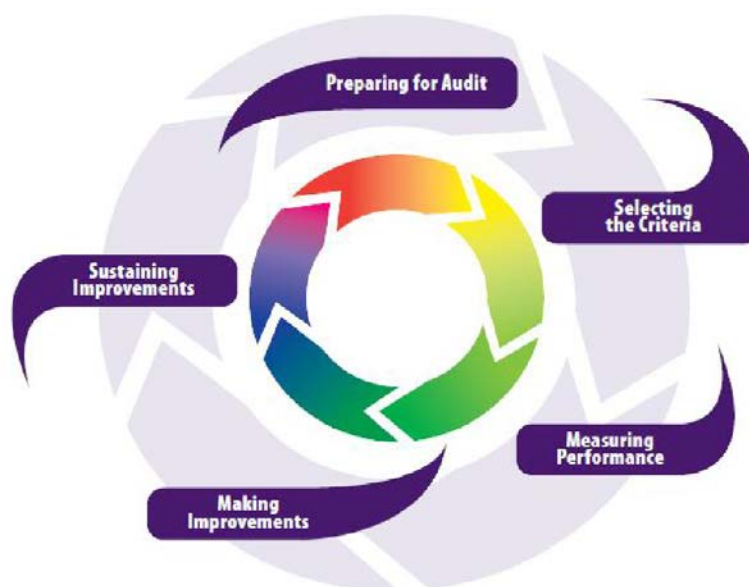 Preparing for Audit
Selecting
the Criteria
Measuring
Performance
Making
Improvements
Sustaining
Improvements